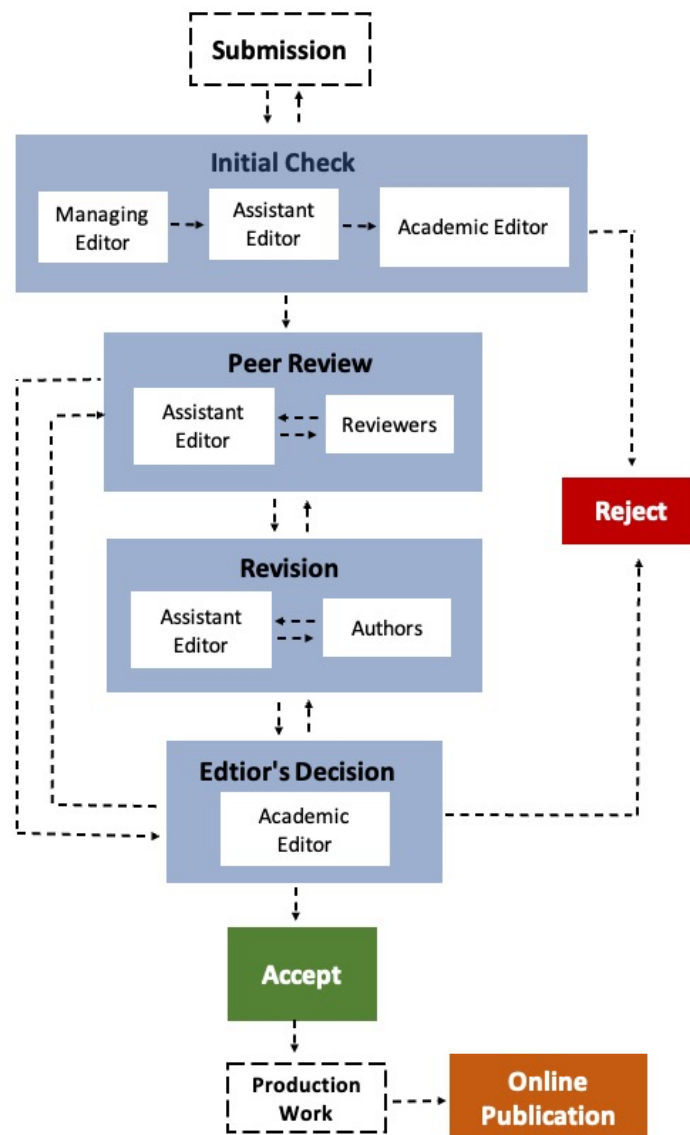 Submission
Initial Check
Managing
Editor
Assistant
Editor
Academic Editor
Peer Review
Assistant
Editor
Reviewers
Reject
Revision
Assistant
Editor
Authors
Edtior's Decision
Academic
Editor
Accept
Production
Work
Online
Publication